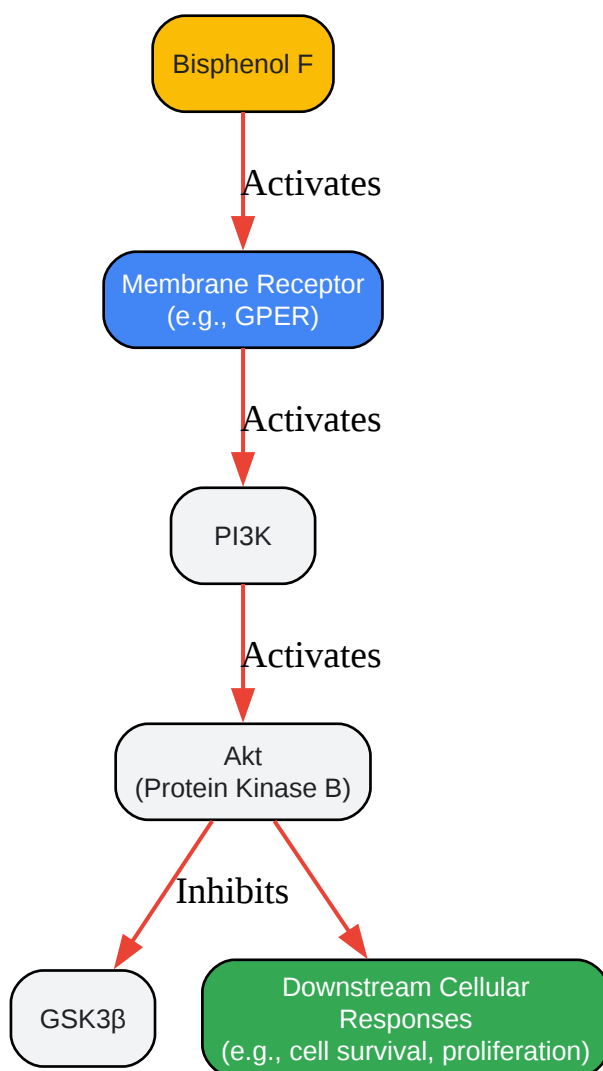 Bisphenol F
Activates
Membrane Receptor
(e.g., GPER)
Activates
PI3K
Activates
Akt
(Protein Kinase B)
Inhibits
GSK3β
Downstream Cellular
Responses
(e.g., cell survival, proliferation)